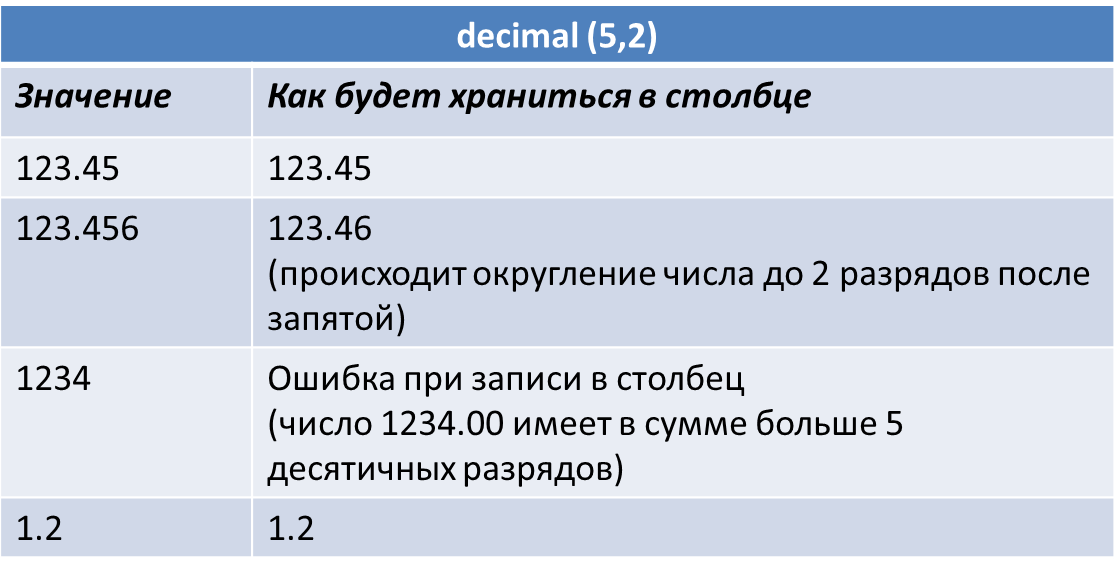 decimal (5,2)
Значение
Как будет храниться в столбце
123.45
123.45
123.456
123.46
(происходит округление числа до 2 разрядов после
запятой)
1234
Ошибка при записи в столбец
(число 1234.00 имеет в сумме больше 5
десятичных разрядов)
1.2
1.2